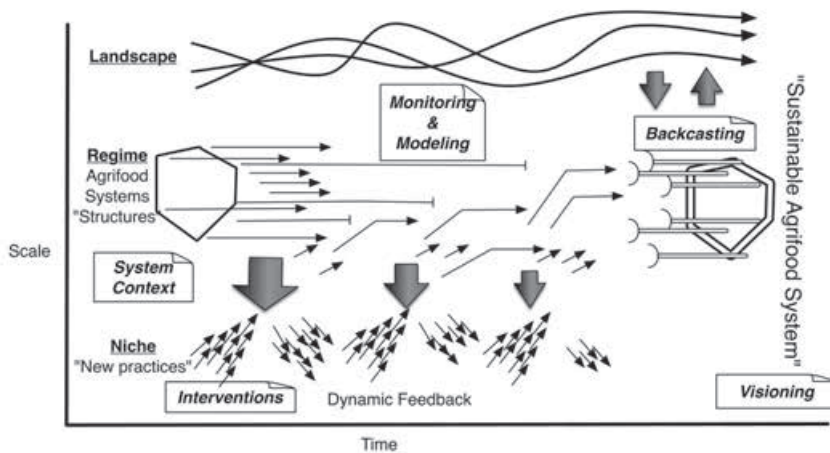 Landscape
Monitoring
&
Modeling
Backcasting
"Sustainable Agrifood System"
Regime
Agrifood
Systems
"Structures
Scale
System
Context
Niche
"New practices"
Interventions
Dynamic Feedback
Visioning
Time